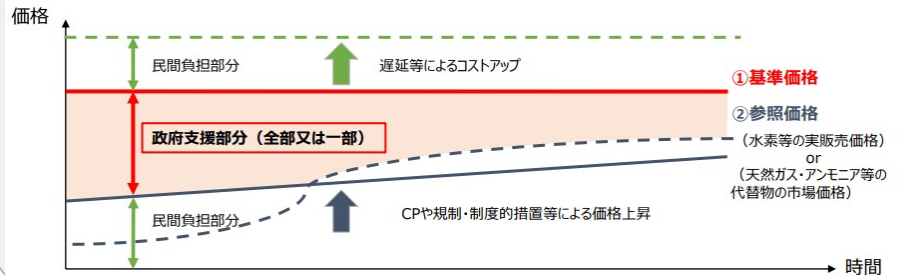 価格
民間負担部分
遅延等によるコストアップ
①基準価格
②参照価格
政府支援部分（全部又は一部）
（水素等の実販売価格）
or
（天然ガス・アンモニア等の
代替物の市場価格）
民間負担部分
CPや規制・制度的措置等による価格上昇
時間